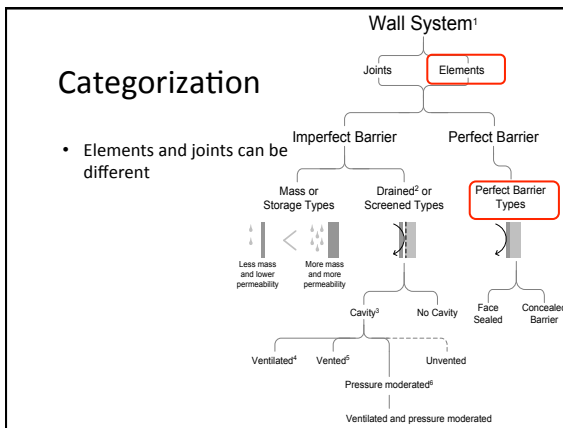 Wall System¹
Categorization
Joints
Elements
• Elements and joints can be
different
Imperfect Barrier
Perfect Barrier
Mass or
Storage Types
Drained² or
Screened Types
Perfect Barrier
Types
<
Less mass
and lower
permeability
More mass
and more
permeability
Cavity³
No Cavity
Face
Sealed
Concealed
Barrier
Ventilated⁴
Vented⁵
Unvented
Pressure moderated⁶
Ventilated and pressure moderated